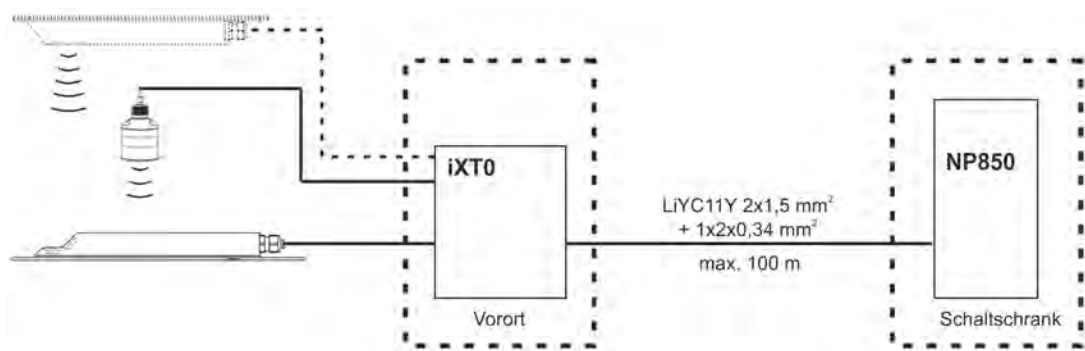 iXT0
NP850
LiYC11Y 2x1,5 mm²
+ 1x2x0,34 mm²
max. 100 m
Vorort
Schaltschrank